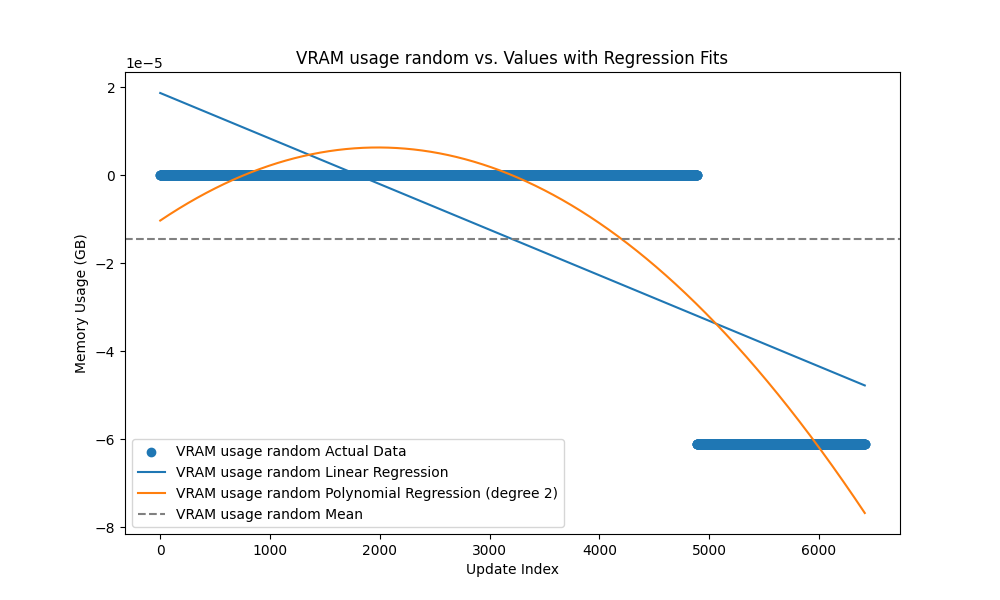 VRAM usage random vs. Values with Regression Fits
1e−5
2
0
−2
−4
−6
−8
Memory Usage (GB)
VRAM usage random Actual Data
VRAM usage random Linear Regression
VRAM usage random Polynomial Regression (degree 2)
VRAM usage random Mean
0 1000 2000 3000 4000 5000 6000
Update Index